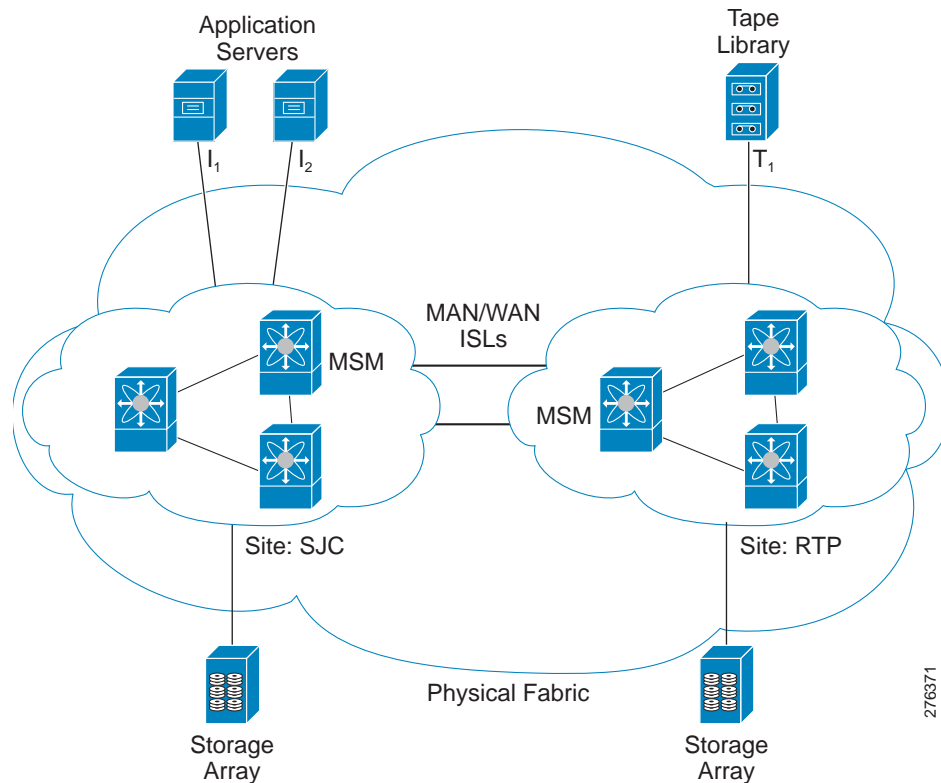 Application
Servers
Tape
Library
I1
I2
T1
MAN/WAN
ISLs
MSM
MSM
Site: SJC
Site: RTP
Physical Fabric
Storage
Array
Storage
Array
276371